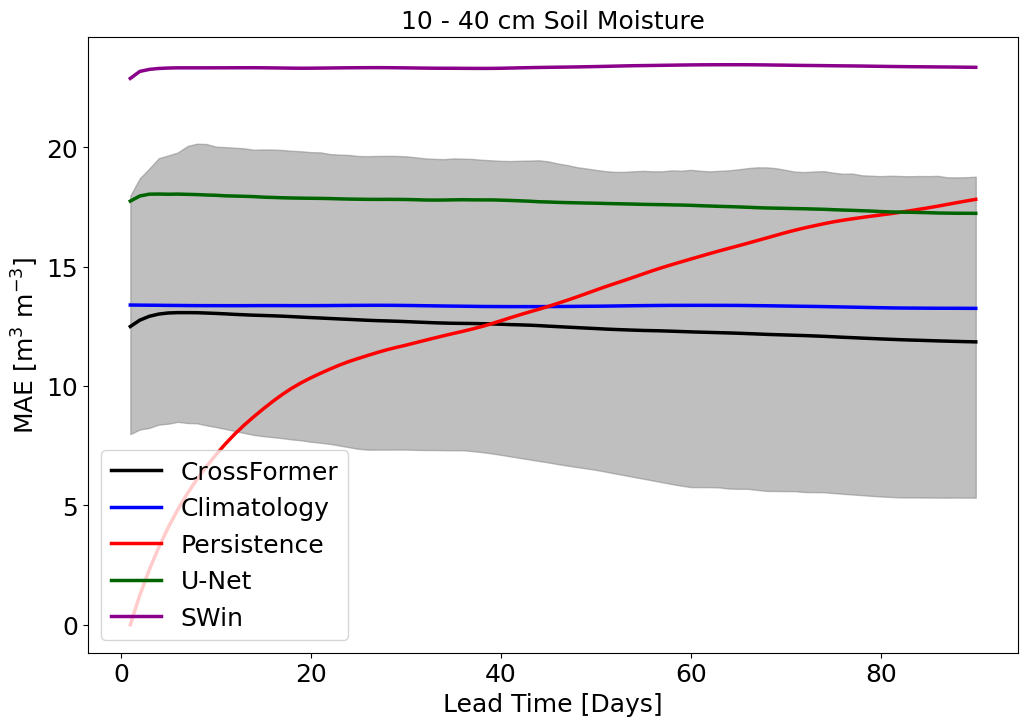 10 - 40 cm Soil Moisture
MAE [m³ m⁻³]
20
15
10
5
0
CrossFormer
Climatology
Persistence
U-Net
SWin
0 20 40 60 80
Lead Time [Days]